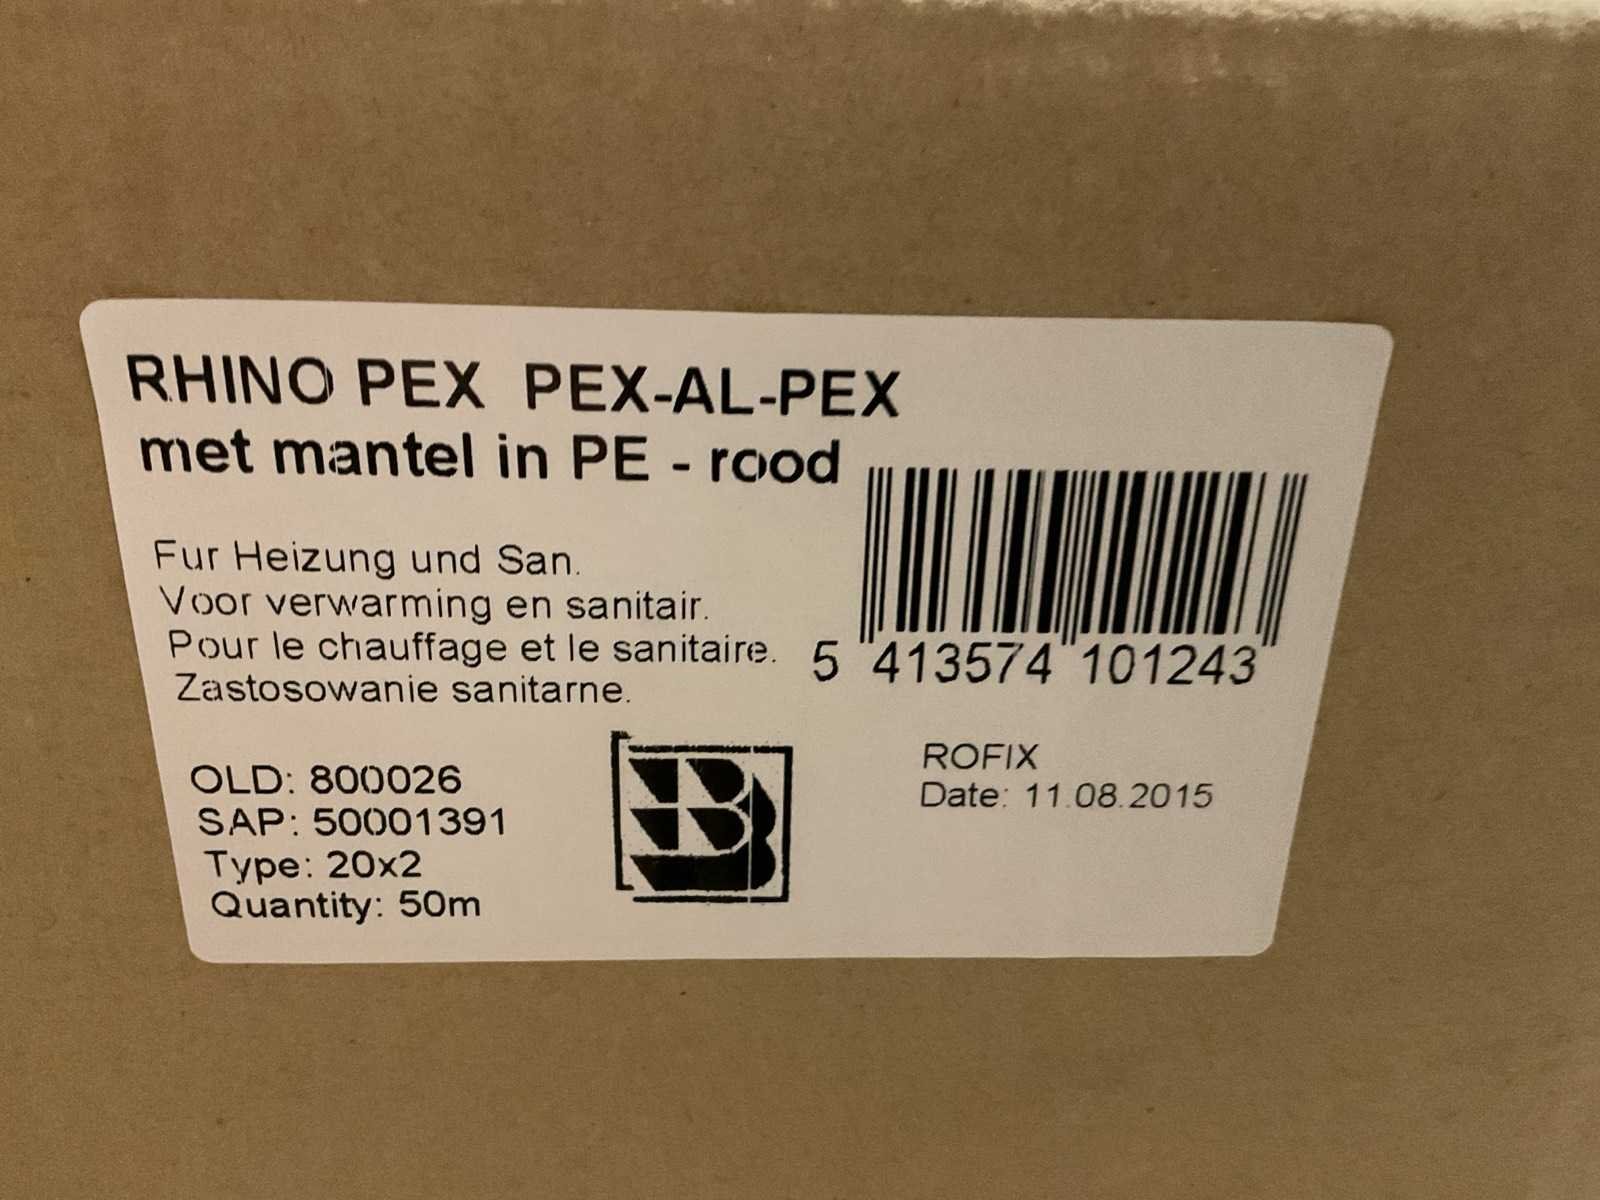 RHINO PEX PEX-AL-PEX
met mantel in PE - rood
Fur Heizung und San.
Voor verwarming en sanitair.
Pour le chauffage et le sanitaire.
Zastosowanie sanitarne.
5 413574 101243
OLD: 800026
SAP: 50001391
Type: 20x2
Quantity: 50m
ROFIX
Date: 11.08.2015